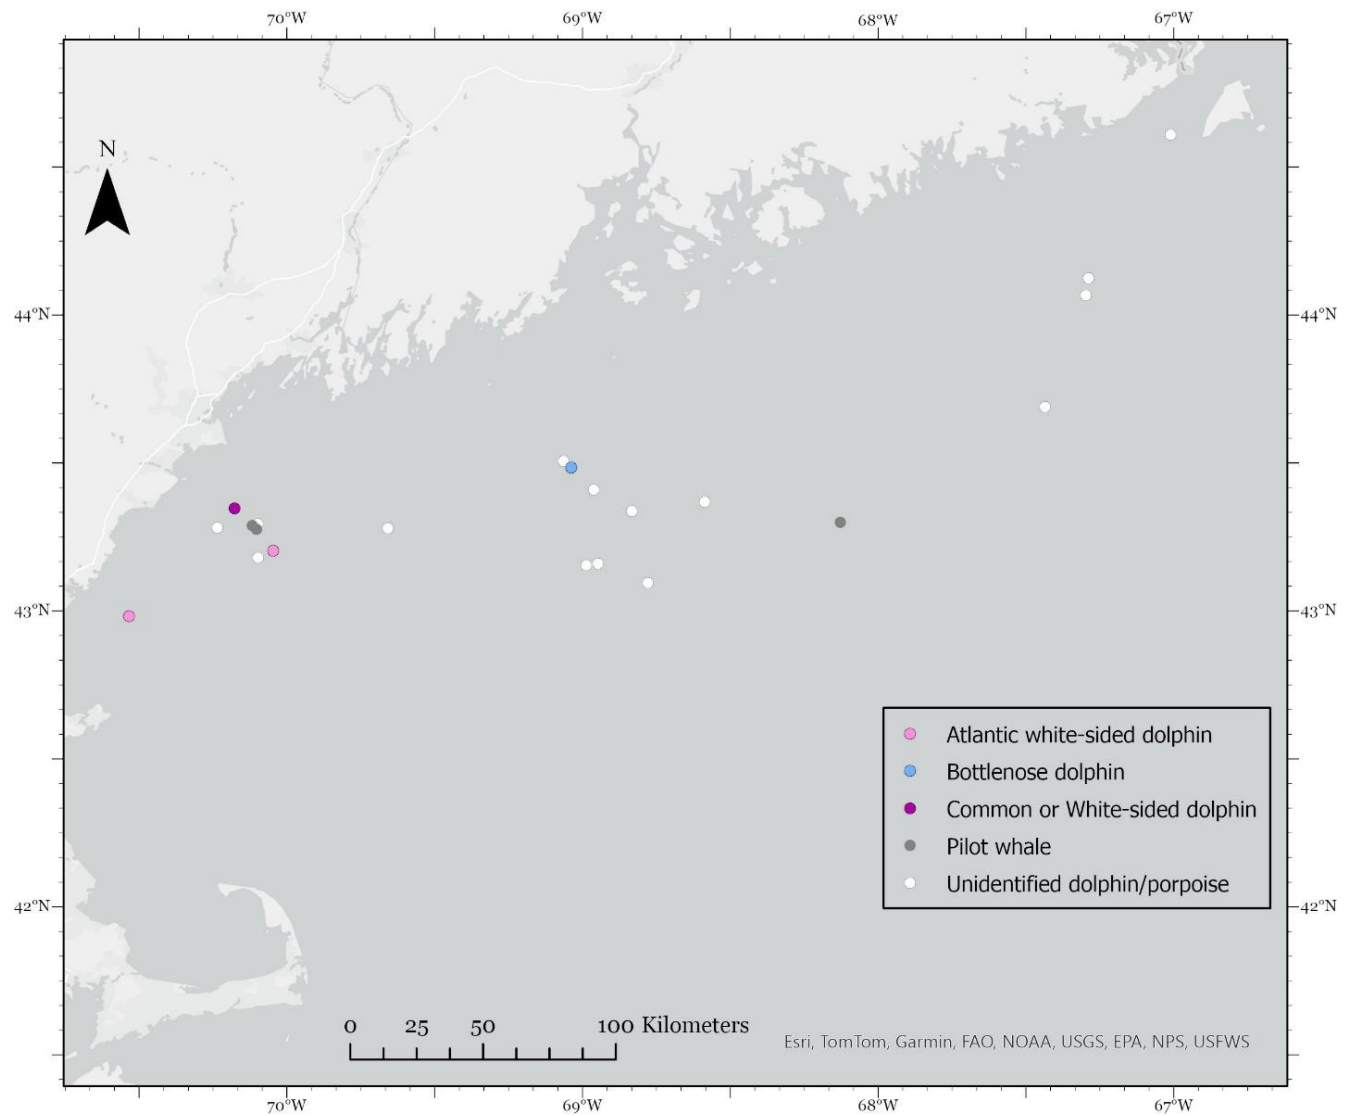 70°W 69°W 68°W 67°W
N
44°N 44°N
43°N 43°N
Atlantic white-sided dolphin
Bottlenose dolphin
Common or White-sided dolphin
Pilot whale
Unidentified dolphin/porpoise
42°N 42°N
0 25 50 100 Kilometers
Esri, TomTom, Garmin, FAO, NOAA, USGS, EPA, NPS, USFWS
70°W 69°W 68°W 67°W